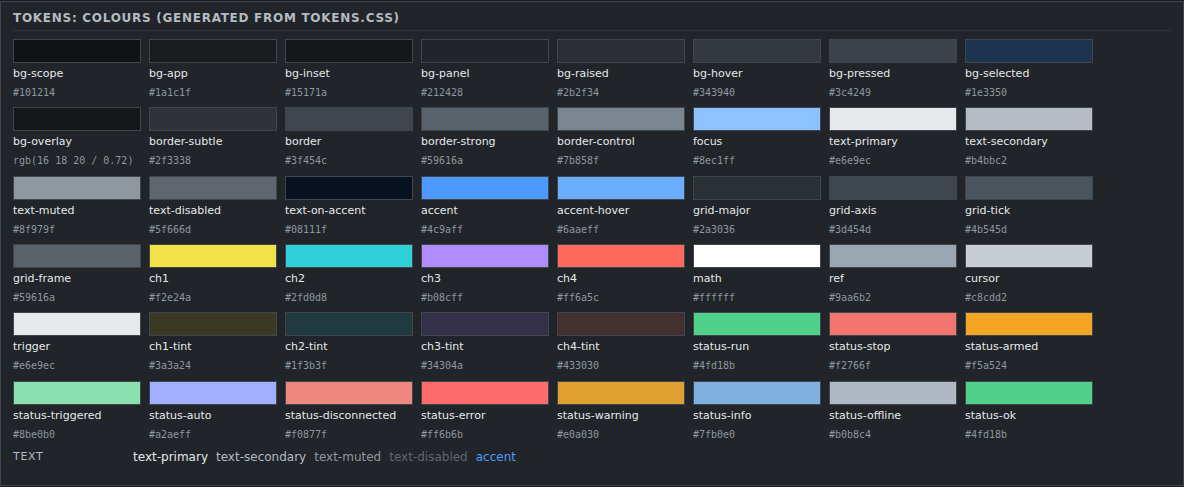 TOKENS: COLOURS (GENERATED FROM TOKENS.CSS)
bg-scope bg-app bg-inset bg-panel bg-raised bg-hover bg-pressed bg-selected
#101214 #1a1c1f #15171a #212428 #2b2f34 #343940 #3c4249 #1e3350
bg-overlay border-subtle border border-strong border-control focus text-primary text-secondary
rgb(16 18 20 / 0.72) #2f3338 #3f454c #59616a #7b858f #8ec1ff #e6e9ec #b4bbc2
text-muted text-disabled text-on-accent accent accent-hover grid-major grid-axis grid-tick
#8f979f #5f666d #08111f #4c9aff #6aaeff #2a3036 #3d454d #4b545d
grid-frame ch1 ch2 ch3 ch4 math ref cursor
#59616a #f2e24a #2fd0d8 #b08cff #ff6a5c #ffffff #9aa6b2 #c8cdd2
trigger ch1-tint ch2-tint ch3-tint ch4-tint status-run status-stop status-armed
#e6e9ec #3a3a24 #1f3b3f #34304a #433030 #4fd18b #f2766f #f5a524
status-triggered status-auto status-disconnected status-error status-warning status-info status-offline status-ok
#8be0b0 #a2aeff #f0877f #ff6b6b #e0a030 #7fb0e0 #b0b8c4 #4fd18b
TEXT text-primary text-secondary text-muted text-disabled accent